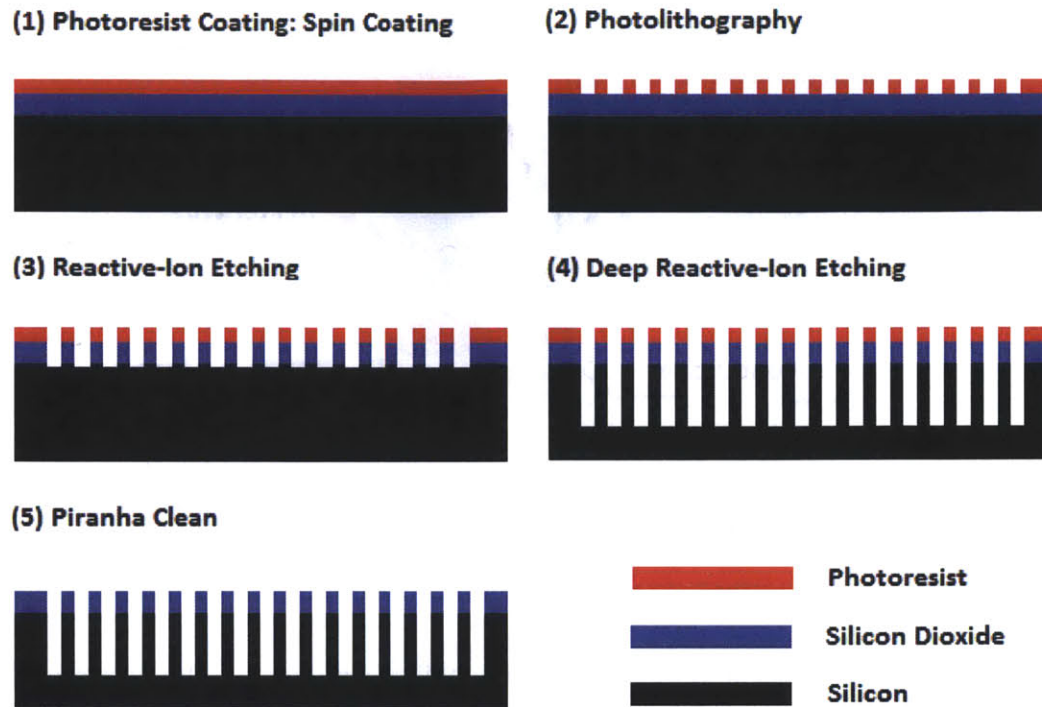 (1) Photoresist Coating: Spin Coating
(2) Photolithography
(3) Reactive-Ion Etching
(4) Deep Reactive-Ion Etching
(5) Piranha Clean
Photoresist
Silicon Dioxide
Silicon